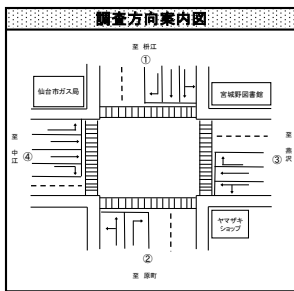 調査方向案内図
至 枡江
①
仙台市ガス局
宮城野図書館
至 中江
④
至 燕沢
③
ヤマザキ
ショップ
②
至 原町